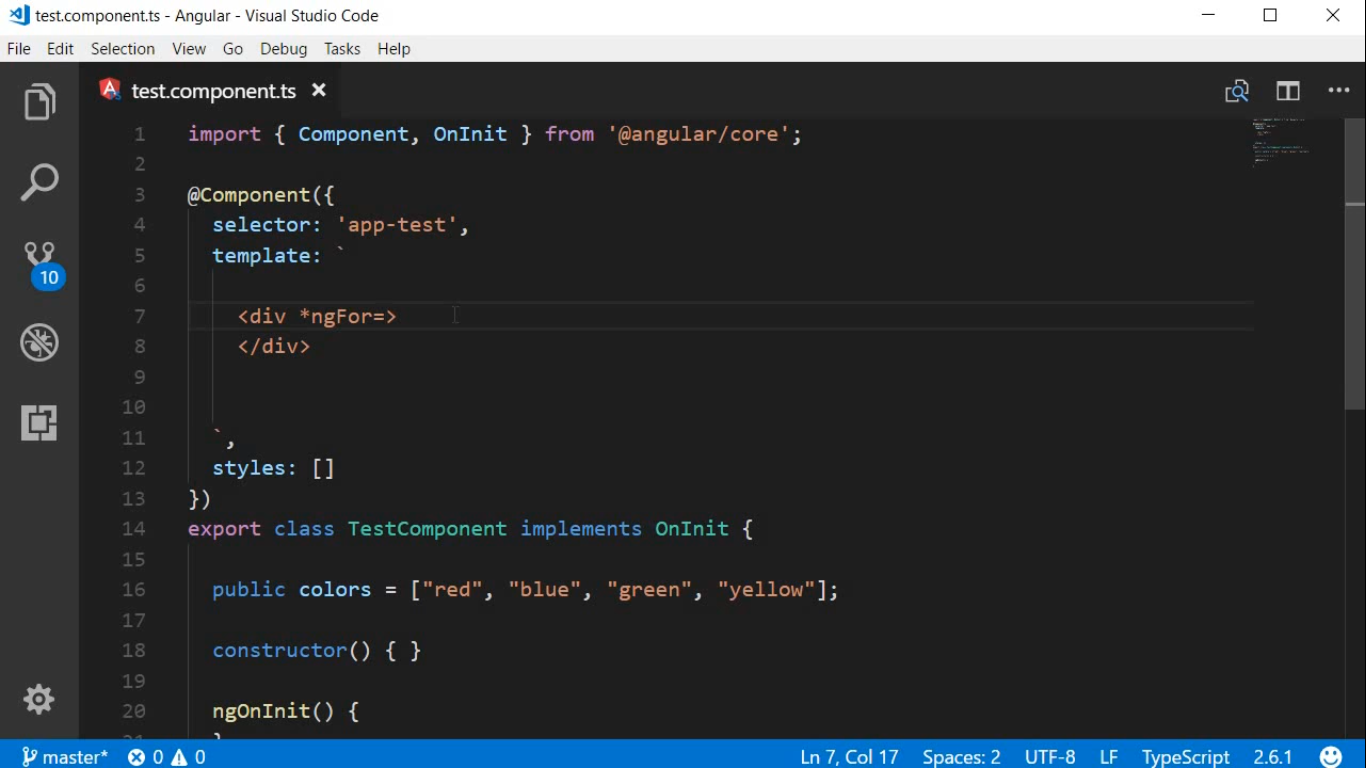 test.component.ts - Angular - Visual Studio Code
File Edit Selection View Go Debug Tasks Help
test.component.ts
1 import { Component, OnInit } from '@angular/core';
2
3 @Component({
4 selector: 'app-test',
5 template: `
6
7 <div *ngFor=>
8 </div>
9
10
11 `,
12 styles: []
13 })
14 export class TestComponent implements OnInit {
15
16 public colors = ["red", "blue", "green", "yellow"];
17
18 constructor() { }
19
20 ngOnInit() {
10
master* 0 0 Ln 7, Col 17 Spaces: 2 UTF-8 LF TypeScript 2.6.1